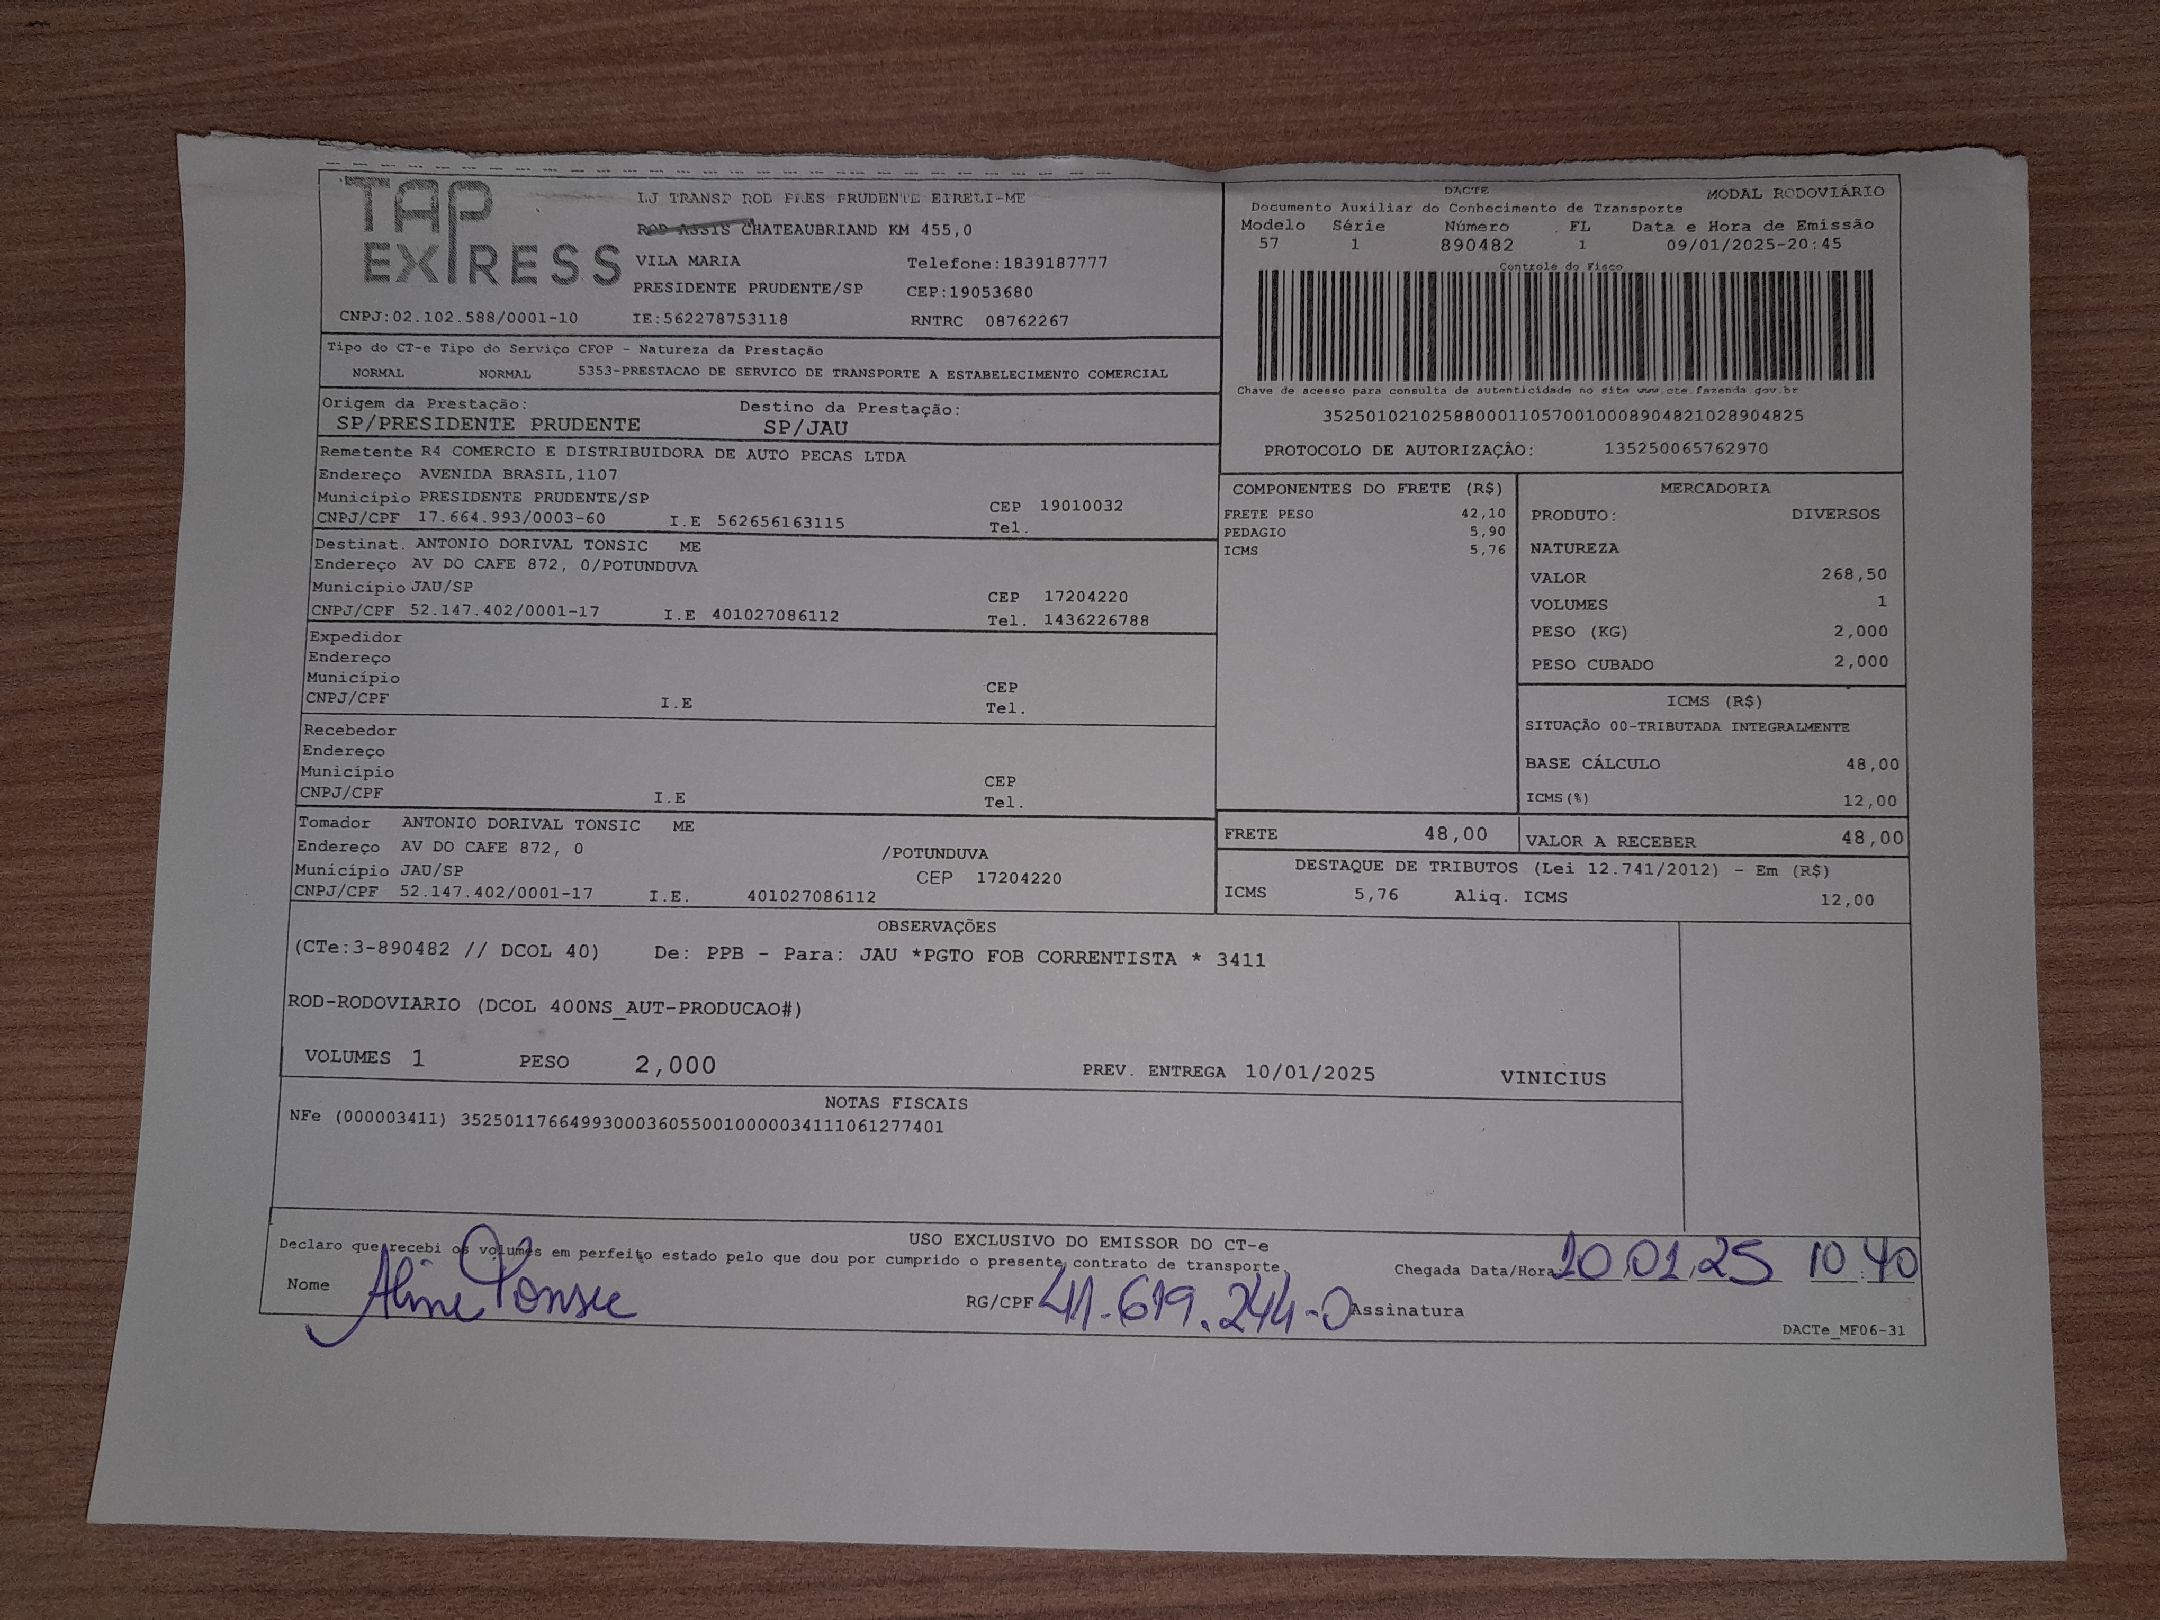 TAP
EXPRESS
LJ TRANSP ROD PRES PRUDENTE EIRELI-ME
ROD ASSIS CHATEAUBRIAND KM 455,0
VILA MARIA Telefone:1839187777
PRESIDENTE PRUDENTE/SP CEP:19053680
CNPJ:02.102.588/0001-10 IE:562278753118 RNTRC 08762267
DACTE MODAL RODOVIÁRIO
Documento Auxiliar do Conhecimento de Transporte
Modelo Série Número FL Data e Hora de Emissão
57 1 890482 1 09/01/2025-20:45
Controle do Fisco
Chave de acesso para consulta de autenticidade no site www.cte.fazenda.gov.br
35250102102588000110570010008904821028904825
PROTOCOLO DE AUTORIZAÇÃO: 135250065762970
Tipo do CT-e Tipo do Serviço CFOP - Natureza da Prestação
NORMAL NORMAL 5353-PRESTACAO DE SERVICO DE TRANSPORTE A ESTABELECIMENTO COMERCIAL
Origem da Prestação: Destino da Prestação:
SP/PRESIDENTE PRUDENTE SP/JAU
Remetente R4 COMERCIO E DISTRIBUIDORA DE AUTO PECAS LTDA
Endereço AVENIDA BRASIL,1107
Município PRESIDENTE PRUDENTE/SP CEP 19010032
CNPJ/CPF 17.664.993/0003-60 I.E 562656163115 Tel.
Destinat. ANTONIO DORIVAL TONSIC ME
Endereço AV DO CAFE 872, 0/POTUNDUVA
Município JAU/SP CEP 17204220
CNPJ/CPF 52.147.402/0001-17 I.E 401027086112 Tel. 1436226788
Expedidor
Endereço
Município CEP
CNPJ/CPF I.E Tel.
Recebedor
Endereço
Município CEP
CNPJ/CPF I.E Tel.
Tomador ANTONIO DORIVAL TONSIC ME
Endereço AV DO CAFE 872, 0 /POTUNDUVA
Município JAU/SP CEP 17204220
CNPJ/CPF 52.147.402/0001-17 I.E. 401027086112
COMPONENTES DO FRETE (R$)
FRETE PESO 42,10
PEDAGIO 5,90
ICMS 5,76
MERCADORIA
PRODUTO: DIVERSOS
NATUREZA
VALOR 268,50
VOLUMES 1
PESO (KG) 2,000
PESO CUBADO 2,000
ICMS (R$)
SITUAÇÃO 00-TRIBUTADA INTEGRALMENTE
BASE CÁLCULO 48,00
ICMS(%) 12,00
FRETE 48,00 VALOR A RECEBER 48,00
DESTAQUE DE TRIBUTOS (Lei 12.741/2012) - Em (R$)
ICMS 5,76 Aliq. ICMS 12,00
OBSERVAÇÕES
(CTe:3-890482 // DCOL 40) De: PPB - Para: JAU *PGTO FOB CORRENTISTA * 3411
ROD-RODOVIARIO (DCOL 400NS_AUT-PRODUCAO#)
VOLUMES 1 PESO 2,000 PREV. ENTREGA 10/01/2025 VINICIUS
NOTAS FISCAIS
NFe (000003411) 35250117664993000360550010000034111061277401
USO EXCLUSIVO DO EMISSOR DO CT-e
Declaro que recebi os volumes em perfeito estado pelo que dou por cumprido o presente contrato de transporte. Chegada Data/Hora 10 01 25 10:40
Nome Aline Tonsic RG/CPF 41.619.244-0 Assinatura
DACTe_MF06-31